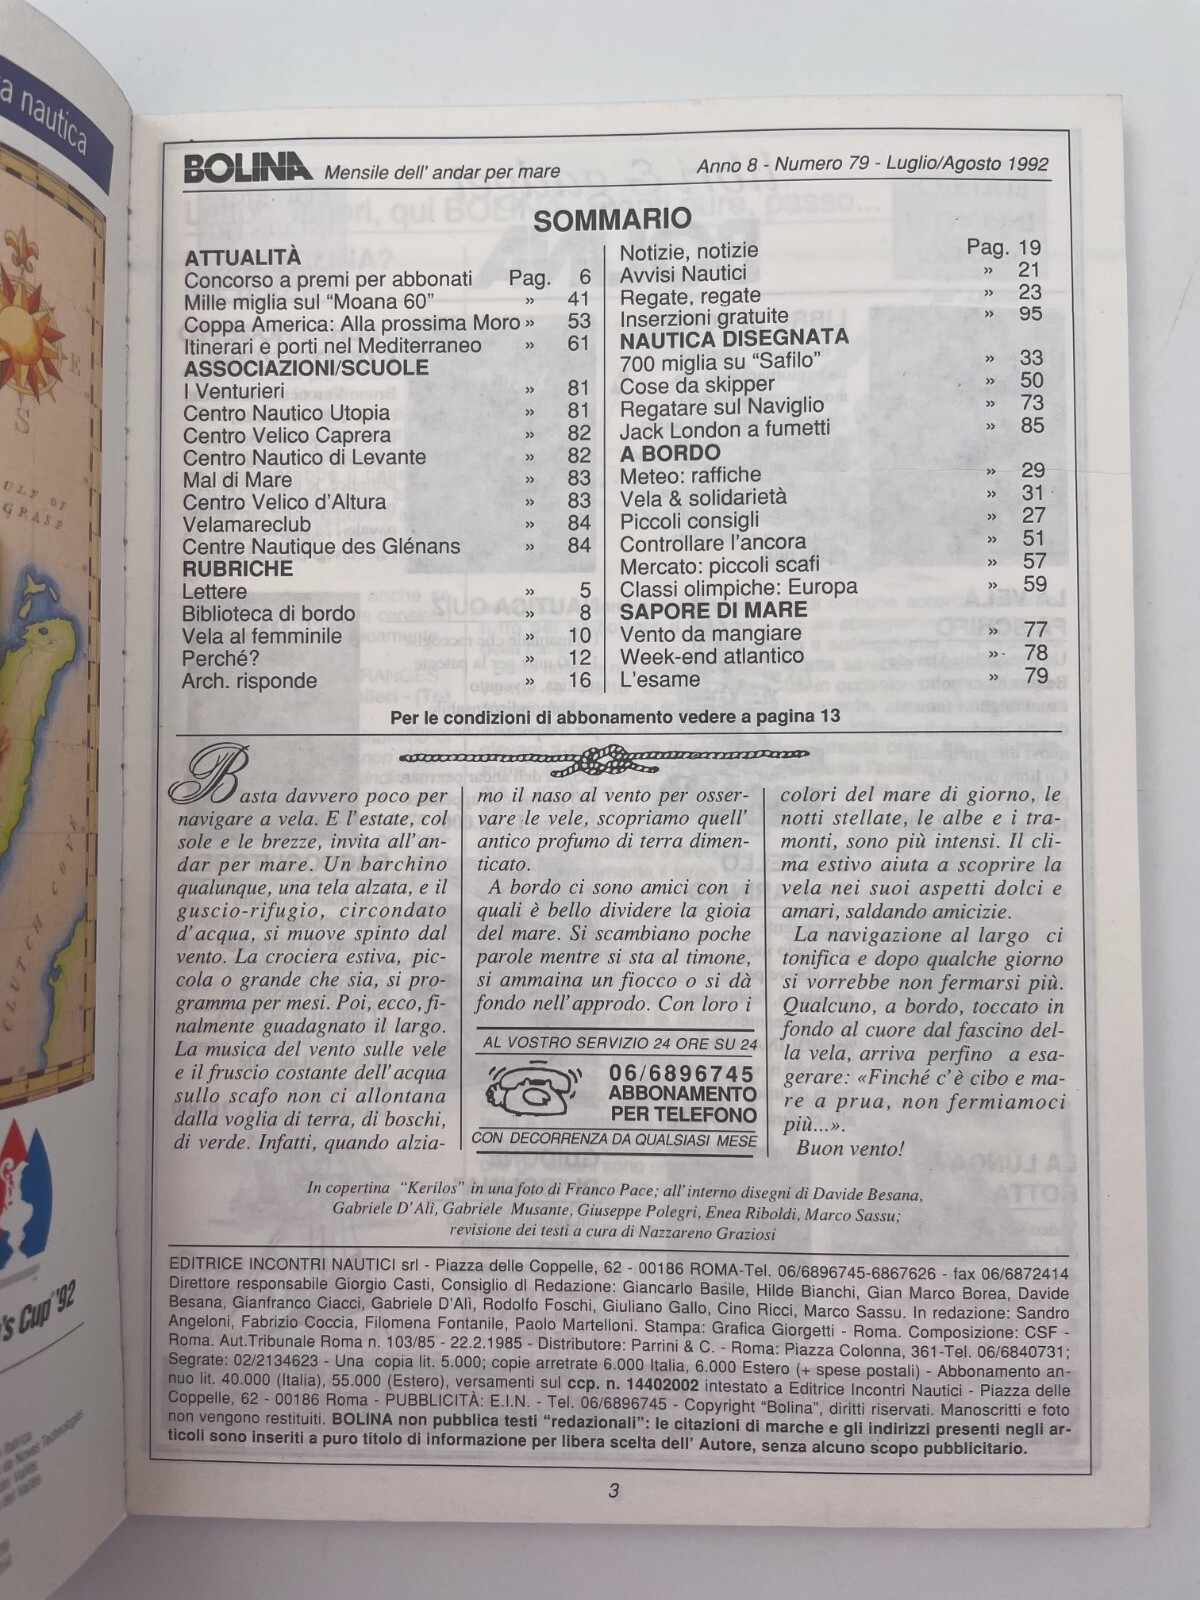 a nautica
GULF OF
GRASP
CLUTCH COVE
's Cup '92
BOLINA Mensile dell' andar per mare
Anno 8 - Numero 79 - Luglio/Agosto 1992
SOMMARIO
ATTUALITÀ
Concorso a premi per abbonati Pag. 6
Mille miglia sul “Moana 60” » 41
Coppa America: Alla prossima Moro » 53
Itinerari e porti nel Mediterraneo » 61
ASSOCIAZIONI/SCUOLE
I Venturieri » 81
Centro Nautico Utopia » 81
Centro Velico Caprera » 82
Centro Nautico di Levante » 82
Mal di Mare » 83
Centro Velico d'Altura » 83
Velamareclub » 84
Centre Nautique des Glénans » 84
RUBRICHE
Lettere » 5
Biblioteca di bordo » 8
Vela al femminile » 10
Perché? » 12
Arch. risponde » 16
Notizie, notizie Pag. 19
Avvisi Nautici » 21
Regate, regate » 23
Inserzioni gratuite » 95
NAUTICA DISEGNATA
700 miglia su “Safilo” » 33
Cose da skipper » 50
Regatare sul Naviglio » 73
Jack London a fumetti » 85
A BORDO
Meteo: raffiche » 29
Vela & solidarietà » 31
Piccoli consigli » 27
Controllare l'ancora » 51
Mercato: piccoli scafi » 57
Classi olimpiche: Europa » 59
SAPORE DI MARE
Vento da mangiare » 77
Week-end atlantico » 78
L'esame » 79
Per le condizioni di abbonamento vedere a pagina 13
Basta davvero poco per
navigare a vela. E l'estate, col
sole e le brezze, invita all'an-
dar per mare. Un barchino
qualunque, una tela alzata, e il
guscio-rifugio, circondato
d'acqua, si muove spinto dal
vento. La crociera estiva, pic-
cola o grande che sia, si pro-
gramma per mesi. Poi, ecco, fi-
nalmente guadagnato il largo.
La musica del vento sulle vele
e il fruscio costante dell'acqua
sullo scafo non ci allontana
dalla voglia di terra, di boschi,
di verde. Infatti, quando alzia-
mo il naso al vento per osser-
vare le vele, scopriamo quell'
antico profumo di terra dimen-
ticato.
A bordo ci sono amici con i
quali è bello dividere la gioia
del mare. Si scambiano poche
parole mentre si sta al timone,
si ammaina un fiocco o si dà
fondo nell'approdo. Con loro i
AL VOSTRO SERVIZIO 24 ORE SU 24
06/6896745
ABBONAMENTO
PER TELEFONO
CON DECORRENZA DA QUALSIASI MESE
colori del mare di giorno, le
notti stellate, le albe e i tra-
monti, sono più intensi. Il cli-
ma estivo aiuta a scoprire la
vela nei suoi aspetti dolci e
amari, saldando amicizie.
La navigazione al largo ci
tonifica e dopo qualche giorno
si vorrebbe non fermarsi più.
Qualcuno, a bordo, toccato in
fondo al cuore dal fascino del-
la vela, arriva perfino a esa-
gerare: «Finché c'è cibo e ma-
re a prua, non fermiamoci
più...».
Buon vento!
In copertina “Kerilos” in una foto di Franco Pace; all'interno disegni di Davide Besana,
Gabriele D'Alì, Gabriele Musante, Giuseppe Polegri, Enea Riboldi, Marco Sassu;
revisione dei testi a cura di Nazzareno Graziosi
EDITRICE INCONTRI NAUTICI srl - Piazza delle Coppelle, 62 - 00186 ROMA-Tel. 06/6896745-6867626 - fax 06/6872414
Direttore responsabile Giorgio Casti, Consiglio di Redazione: Giancarlo Basile, Hilde Bianchi, Gian Marco Borea, Davide
Besana, Gianfranco Ciacci, Gabriele D'Alì, Rodolfo Foschi, Giuliano Gallo, Cino Ricci, Marco Sassu. In redazione: Sandro
Angeloni, Fabrizio Coccia, Filomena Fontanile, Paolo Martelloni. Stampa: Grafica Giorgetti - Roma. Composizione: CSF -
Roma. Aut.Tribunale Roma n. 103/85 - 22.2.1985 - Distributore: Parrini & C. - Roma: Piazza Colonna, 361-Tel. 06/6840731;
Segrate: 02/2134623 - Una copia lit. 5.000; copie arretrate 6.000 Italia, 6.000 Estero (+ spese postali) - Abbonamento an-
nuo lit. 40.000 (Italia), 55.000 (Estero), versamenti sul ccp. n. 14402002 intestato a Editrice Incontri Nautici - Piazza delle
Coppelle, 62 - 00186 Roma - PUBBLICITÀ: E.I.N. - Tel. 06/6896745 - Copyright “Bolina”, diritti riservati. Manoscritti e foto
non vengono restituiti. BOLINA non pubblica testi “redazionali”: le citazioni di marche e gli indirizzi presenti negli ar-
ticoli sono inseriti a puro titolo di informazione per libera scelta dell' Autore, senza alcuno scopo pubblicitario.
3